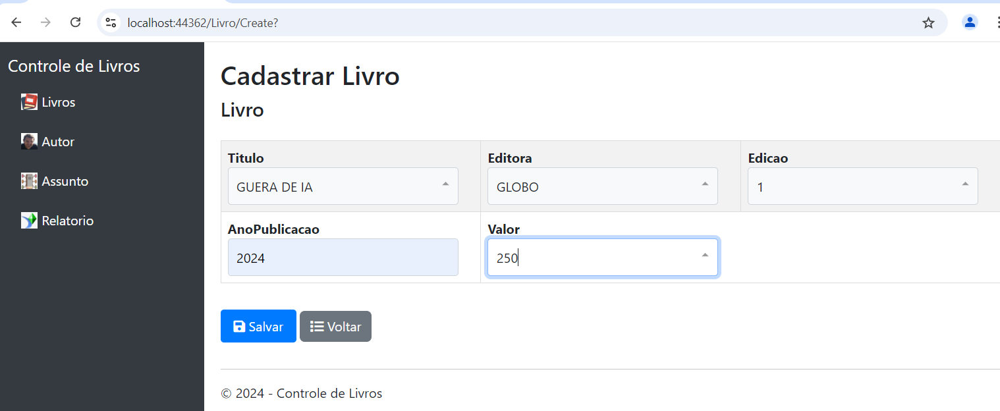 localhost:44362/Livro/Create?
Controle de Livros
Livros
Autor
Assunto
Relatorio
Cadastrar Livro
Livro
Titulo Editora Edicao
GUERA DE IA GLOBO 1
AnoPublicacao Valor
2024 250
Salvar Voltar
© 2024 - Controle de Livros